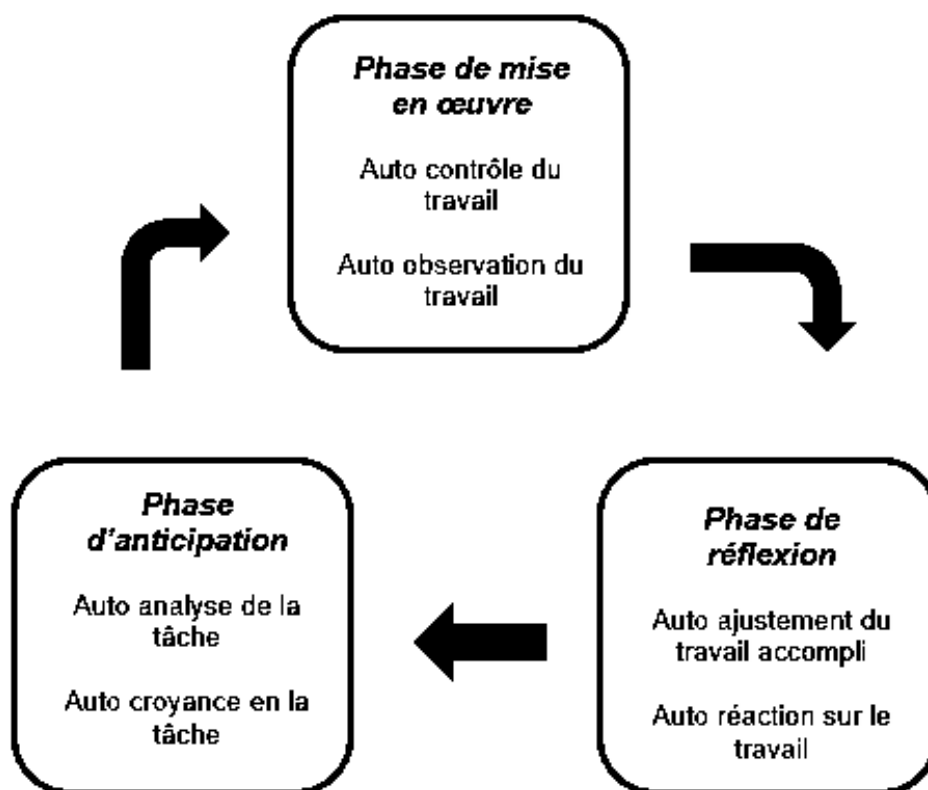 Phase de mise
en œuvre
Auto contrôle du
travail
Auto observation du
travail
Phase
d'anticipation
Auto analyse de la
tâche
Auto croyance en la
tâche
Phase de
réflexion
Auto ajustement du
travail accompli
Auto réaction sur le
travail